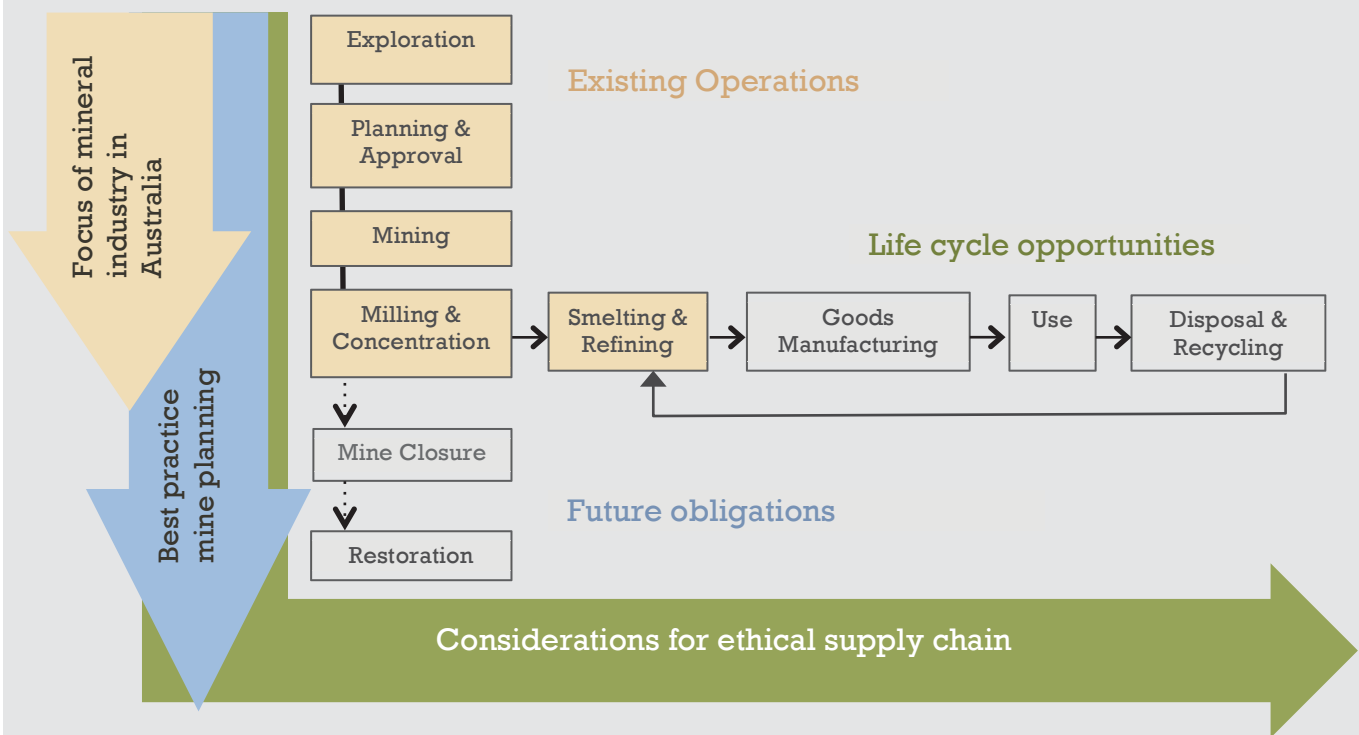 Focus of mineral
industry in
Australia
Best practice
mine planning
Exploration
Existing Operations
Planning &
Approval
Mining
Life cycle opportunities
Milling &
Concentration
Smelting &
Refining
Goods
Manufacturing
Use
Disposal &
Recycling
Mine Closure
Future obligations
Restoration
Considerations for ethical supply chain